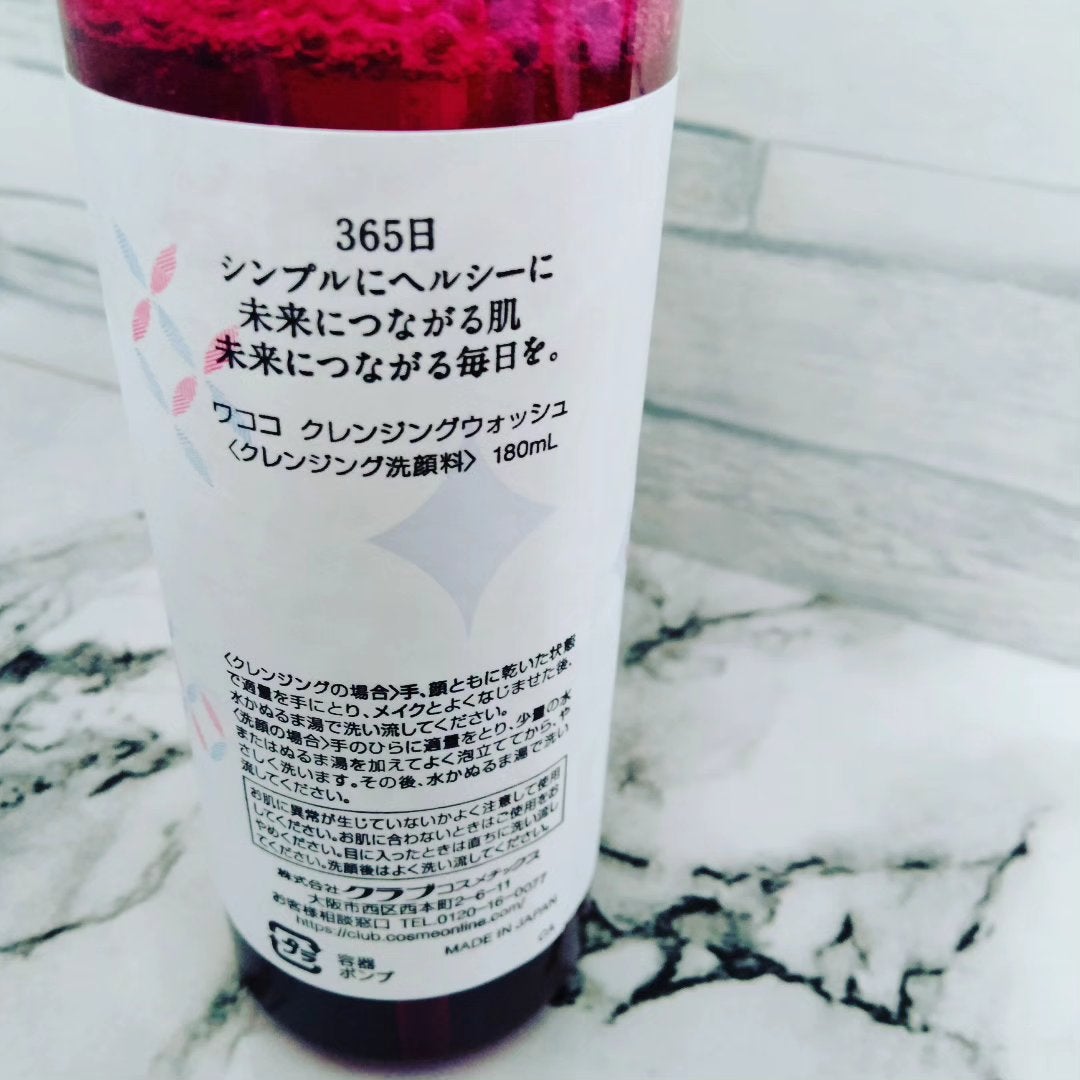 365日
シンプルにヘルシーに
未来につながる肌
未来につながる毎日を。
ワココ クレンジングウォッシュ
〈クレンジング洗顔料〉 180mL
〈クレンジングの場合〉手、顔ともに乾いた状態
で適量を手にとり、メイクとよくなじませた後、
水かぬるま湯で洗い流してください。
〈洗顔の場合〉手のひらに適量をとり、少量の水
またはぬるま湯を加えてよく泡立ててから、や
さしく洗います。その後、水かぬるま湯で洗い
流してください。
お肌に異常が生じていないかよく注意して使用
してください。お肌に合わないときはご使用をお
やめください。目に入ったときは直ちに洗い流し
てください。洗顔後はよく洗い流してください。
株式会社 クラブコスメチックス
大阪市西区西本町2-6-11
お客様相談窓口 TEL.0120-16-0077
https://club.cosmeonline.com/
MADE IN JAPAN
CA
プラ
容器
ポンプ